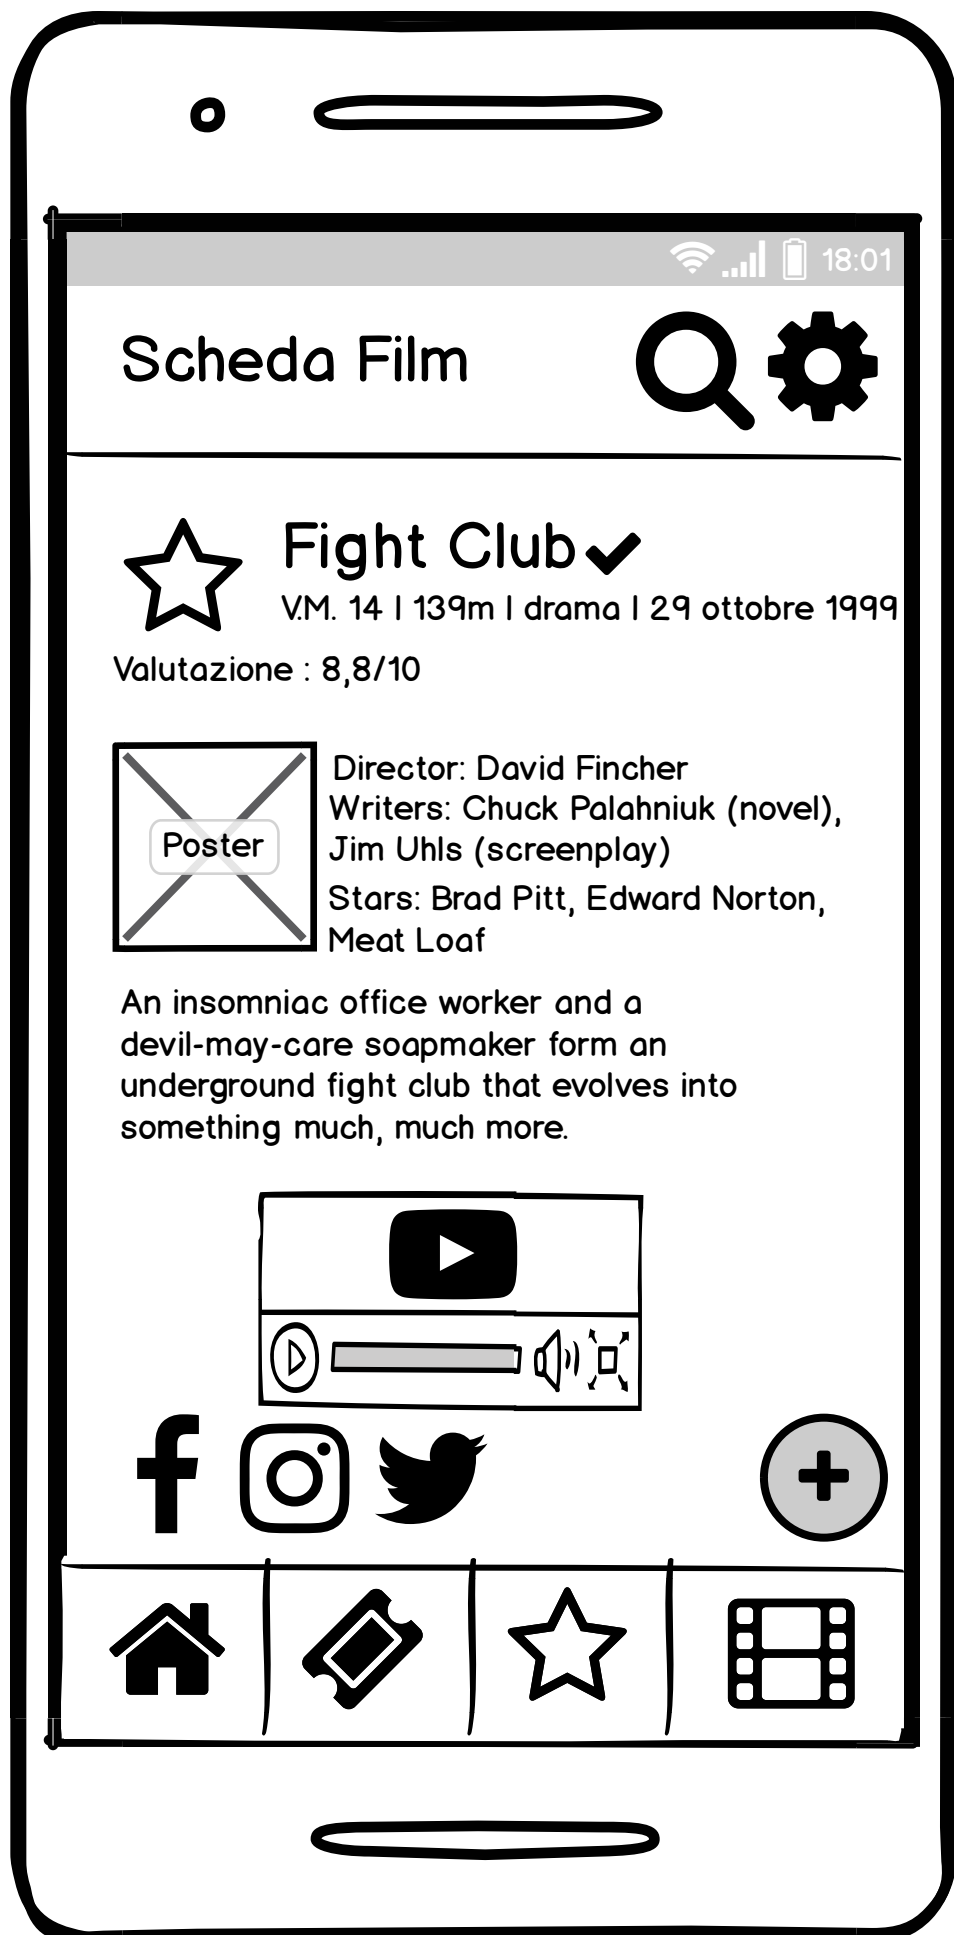 18:01
Scheda Film
Fight Club
V.M. 14 | 139m | drama | 29 ottobre 1999
Valutazione : 8,8/10
Poster
Director: David Fincher
Writers: Chuck Palahniuk (novel),
Jim Uhls (screenplay)
Stars: Brad Pitt, Edward Norton,
Meat Loaf
An insomniac office worker and a
devil-may-care soapmaker form an
underground fight club that evolves into
something much, much more.